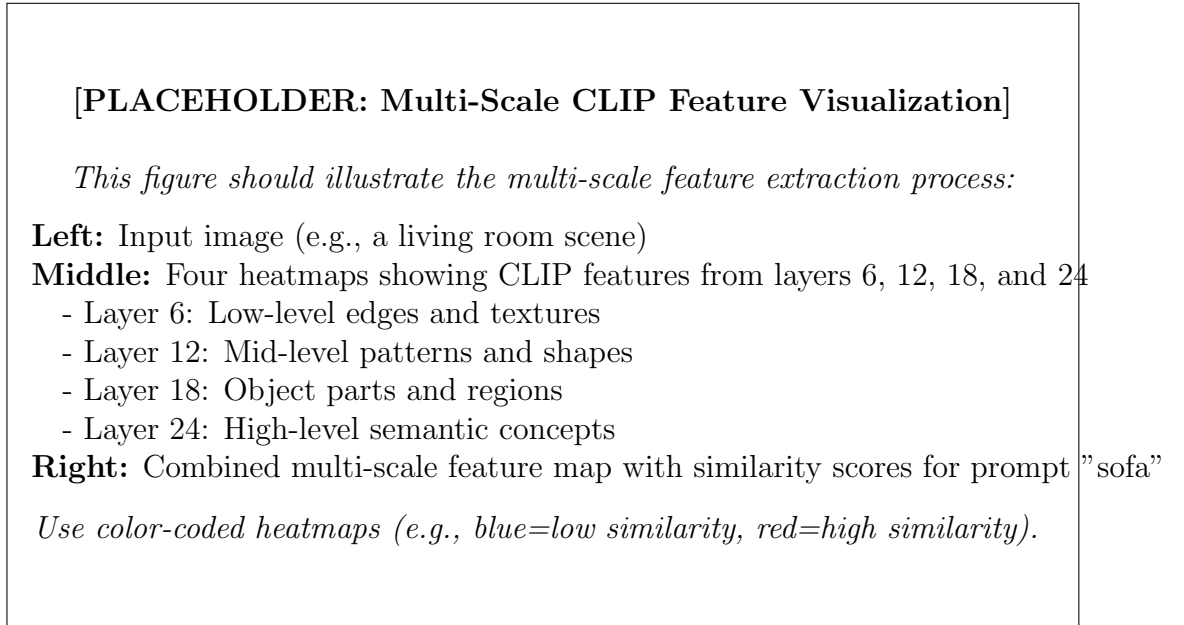 [PLACEHOLDER: Multi-Scale CLIP Feature Visualization]
This figure should illustrate the multi-scale feature extraction process:
Left: Input image (e.g., a living room scene)
Middle: Four heatmaps showing CLIP features from layers 6, 12, 18, and 24
- Layer 6: Low-level edges and textures
- Layer 12: Mid-level patterns and shapes
- Layer 18: Object parts and regions
- Layer 24: High-level semantic concepts
Right: Combined multi-scale feature map with similarity scores for prompt ”sofa”
Use color-coded heatmaps (e.g., blue=low similarity, red=high similarity).